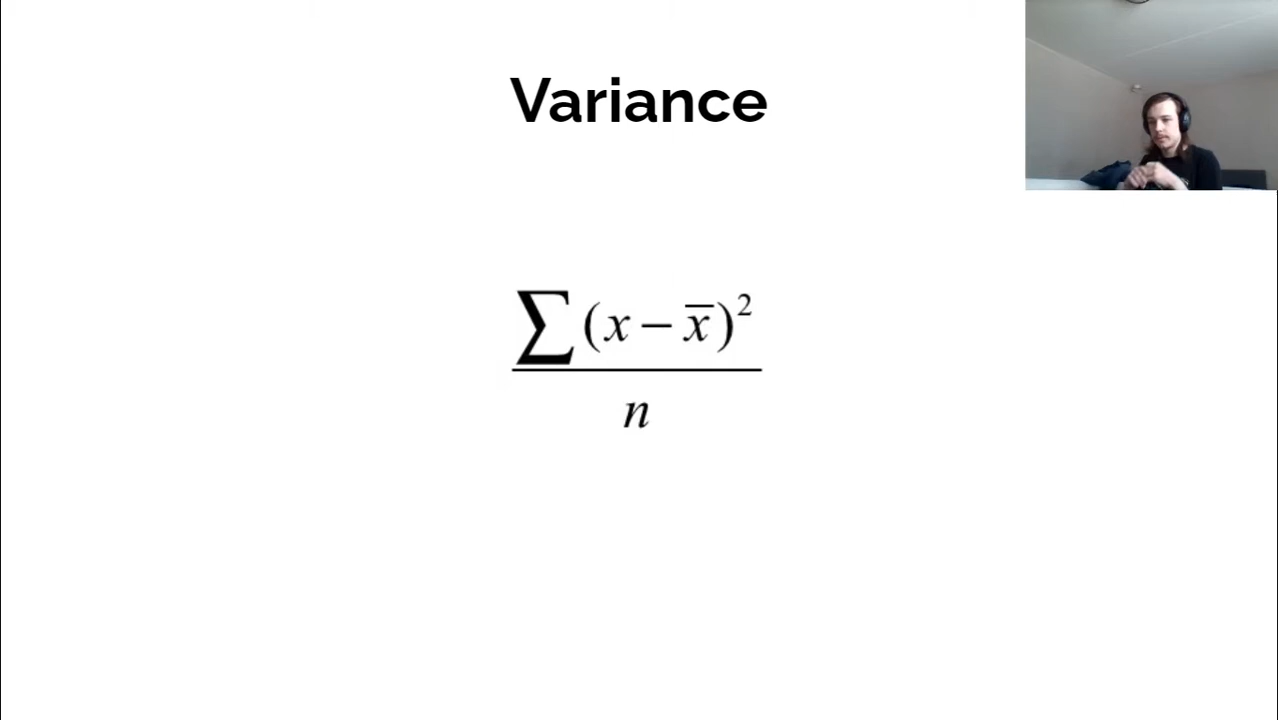 Variance
∑(x − x̅)²
n